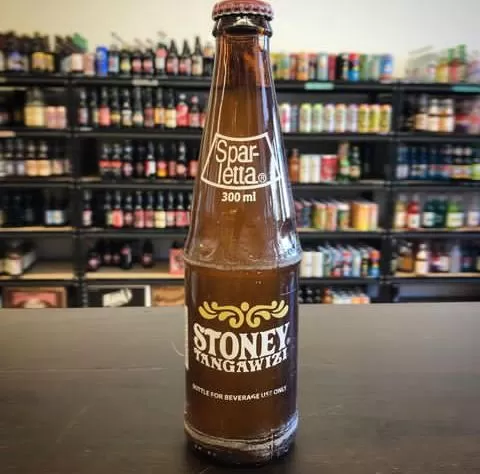 Spar-
letta®
300 ml
STONEY®
TANGAWIZI
BOTTLE FOR BEVERAGE USE ONLY